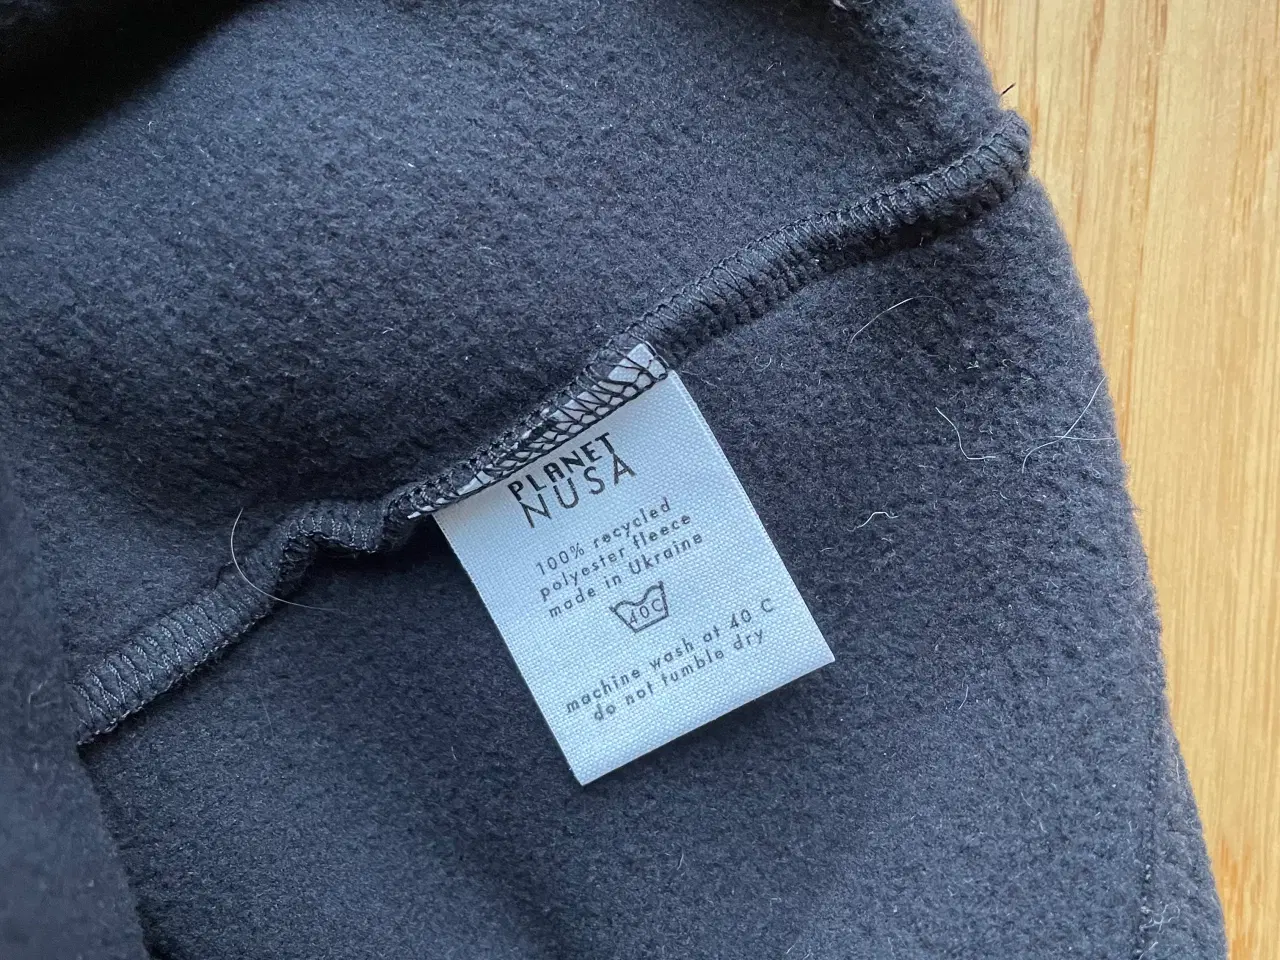 PLANET
NUSA
100% recycled
polyester fleece
made in Ukraine
40C
machine wash at 40 C
do not tumble dry